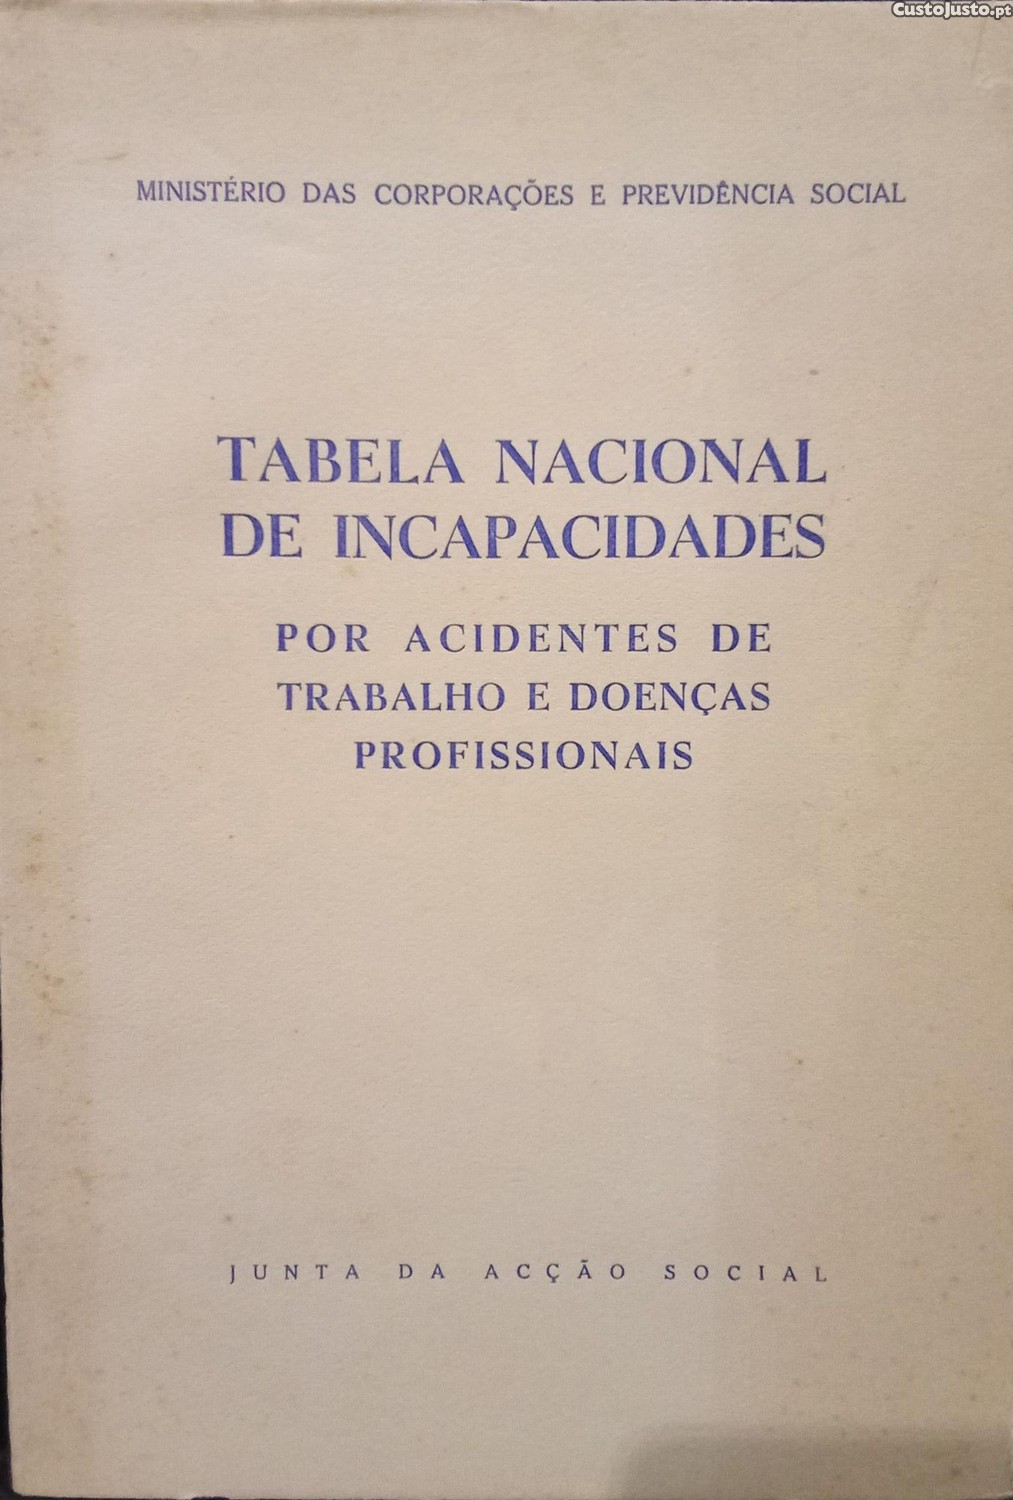 CustoJusto.pt
MINISTÉRIO DAS CORPORAÇÕES E PREVIDÊNCIA SOCIAL
TABELA NACIONAL
DE INCAPACIDADES
POR ACIDENTES DE
TRABALHO E DOENÇAS
PROFISSIONAIS
JUNTA DA ACÇÃO SOCIAL